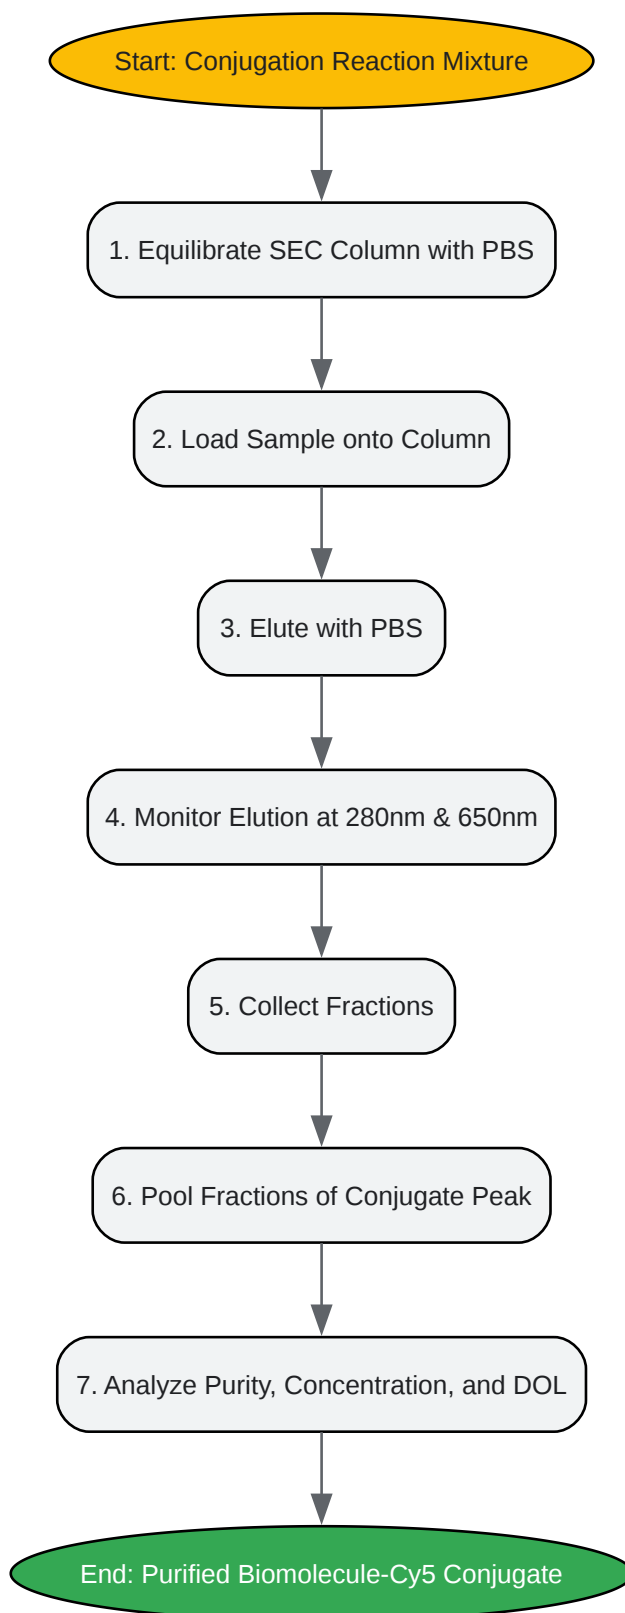 Start: Conjugation Reaction Mixture
1. Equilibrate SEC Column with PBS
2. Load Sample onto Column
3. Elute with PBS
4. Monitor Elution at 280nm & 650nm
5. Collect Fractions
6. Pool Fractions of Conjugate Peak
7. Analyze Purity, Concentration, and DOL
End: Purified Biomolecule-Cy5 Conjugate